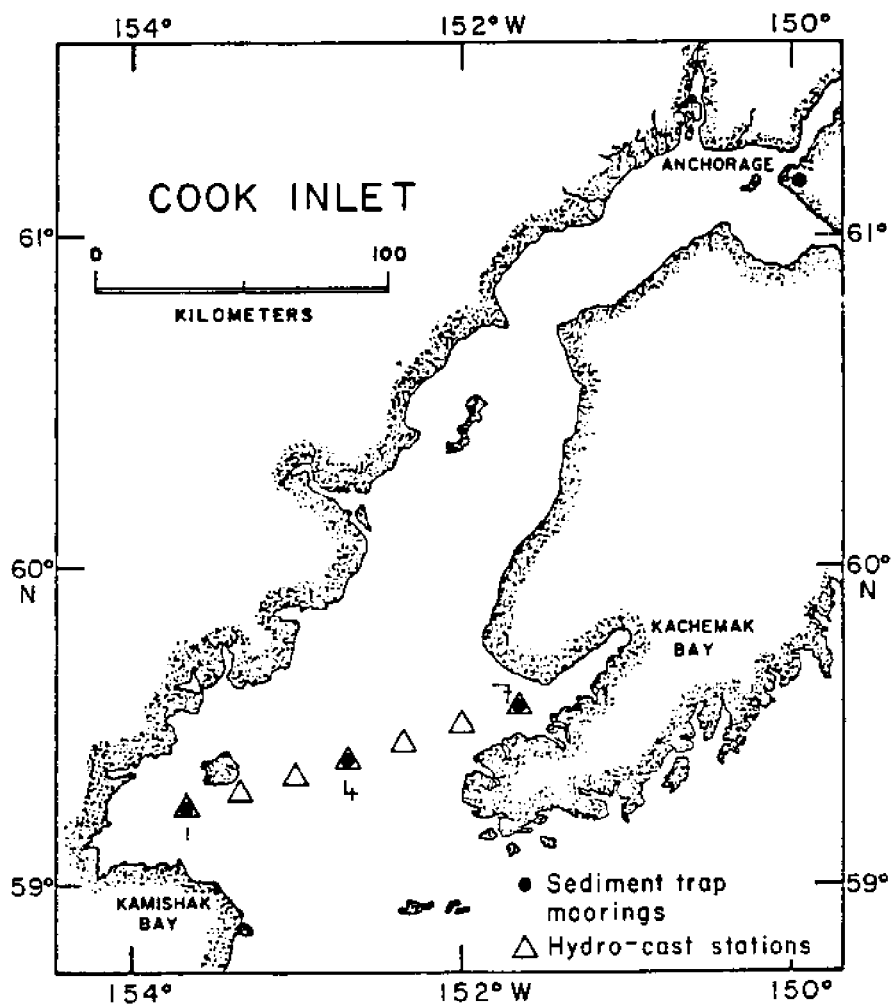 154° 152° W 150°
ANCHORAGE
COOK INLET
61° 61°
0 100
KILOMETERS
60° 60°
N N
KACHEMAK
BAY
7
4
1
59° 59°
KAMISHAK
BAY
Sediment trap
moorings
Hydro-cast stations
154° 152° W 150°